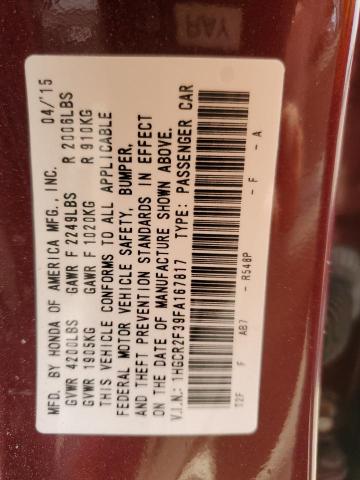 MFD. BY HONDA OF AMERICA MFG., INC. 04/'15
GVWR 4200LBS GAWR F 2249LBS R 2006LBS
GVWR 1905KG GAWR F 1020KG R 910KG
THIS VEHICLE CONFORMS TO ALL APPLICABLE
FEDERAL MOTOR VEHICLE SAFETY, BUMPER,
AND THEFT PREVENTION STANDARDS IN EFFECT
ON THE DATE OF MANUFACTURE SHOWN ABOVE.
V.I.N.: 1HGCR2F39FA167817 TYPE: PASSENGER CAR
T2F F AB7 - R548P - F - A